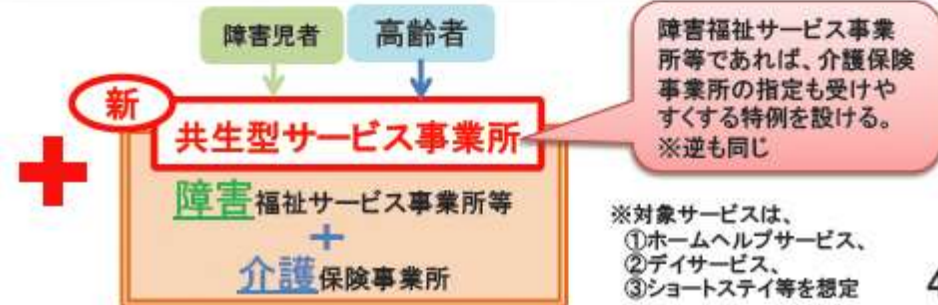 障害児者
高齢者
新
共生型サービス事業所
障害福祉サービス事業所等
+
介護保険事業所
障害福祉サービス事業
所等であれば、介護保険
事業所の指定も受けや
すくする特例を設ける。
※逆も同じ
※対象サービスは、
①ホームヘルプサービス、
②デイサービス、
③ショートステイ等を想定